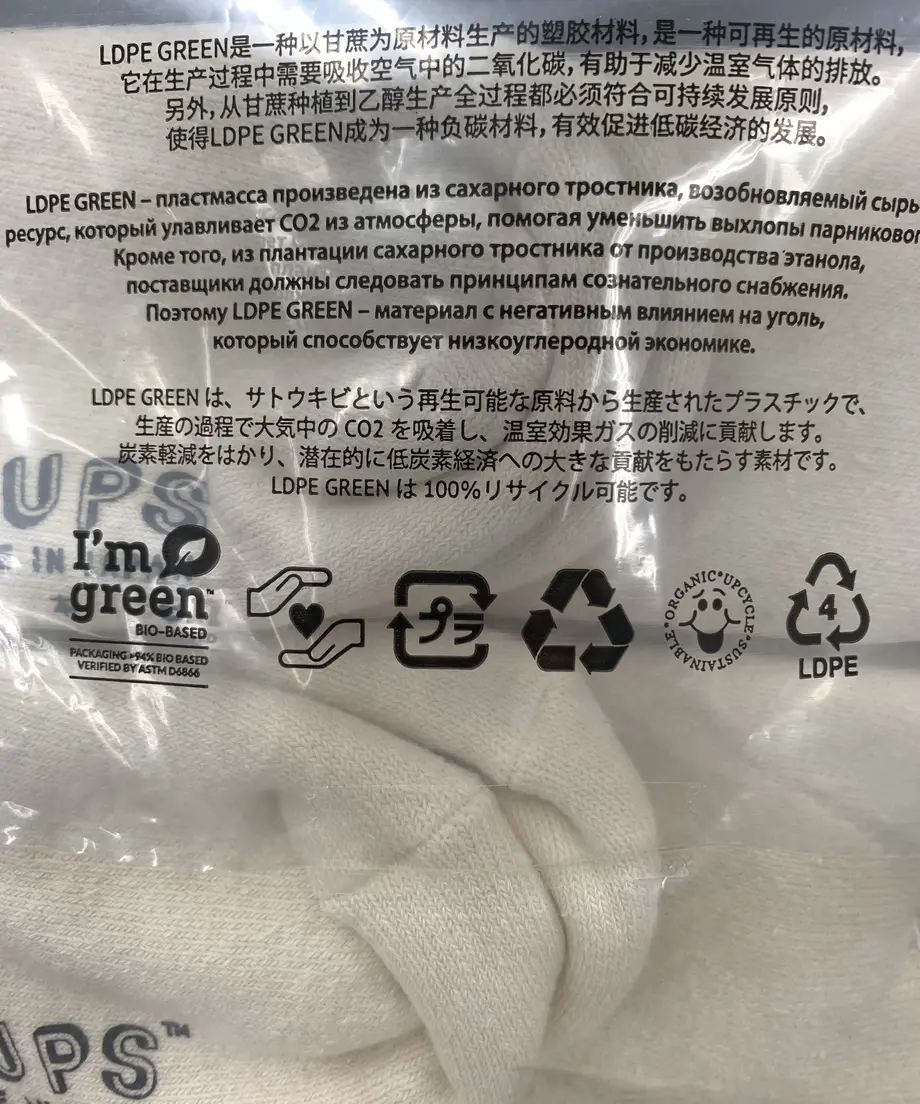 LDPE GREEN是一种以甘蔗为原材料生产的塑胶材料，是一种可再生的原材料，
它在生产过程中需要吸收空气中的二氧化碳，有助于减少温室气体的排放。
另外，从甘蔗种植到乙醇生产全过程都必须符合可持续发展原则，
使得LDPE GREEN成为一种负碳材料，有效促进低碳经济的发展。
LDPE GREEN – пластмасса произведена из сахарного тростника, возобновляемый сырь
ресурс, который улавливает CO2 из атмосферы, помогая уменьшить выхлопы парников
Кроме того, из плантации сахарного тростника от производства этанола,
поставщики должны следовать принципам сознательного снабжения.
Поэтому LDPE GREEN – материал с негативным влиянием на уголь,
который способствует низкоуглеродной экономике.
LDPE GREEN は、サトウキビという再生可能な原料から生産されたプラスチックで、
生産の過程で大気中の CO2 を吸着し、温室効果ガスの削減に貢献します。
炭素軽減をはかり、潜在的に低炭素経済への大きな貢献をもたらす素材です。
LDPE GREEN は 100%リサイクル可能です。
UPS
IN
I'm
green™
BIO-BASED
PACKAGING >94% BIO BASED
VERIFIED BY ASTM D6866
プラ
ORGANIC•UPCYCLE•SUSTAINABLE•
4
LDPE
UPS™